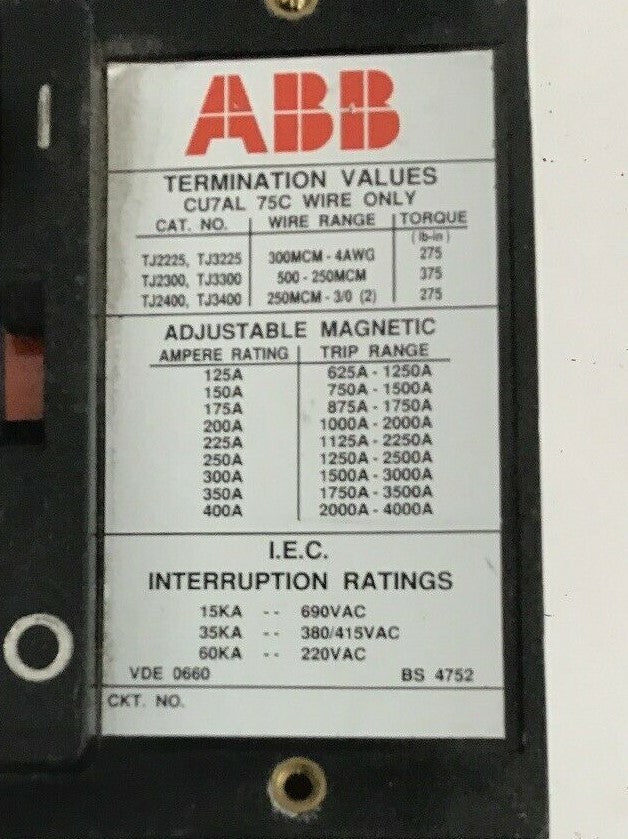 ABB
TERMINATION VALUES
CU7AL 75C WIRE ONLY
CAT. NO. WIRE RANGE TORQUE
(lb-in)
TJ2225, TJ3225 300MCM - 4AWG 275
TJ2300, TJ3300 500 - 250MCM 375
TJ2400, TJ3400 250MCM - 3/0 (2) 275
ADJUSTABLE MAGNETIC
AMPERE RATING TRIP RANGE
125A 625A - 1250A
150A 750A - 1500A
175A 875A - 1750A
200A 1000A - 2000A
225A 1125A - 2250A
250A 1250A - 2500A
300A 1500A - 3000A
350A 1750A - 3500A
400A 2000A - 4000A
I.E.C.
INTERRUPTION RATINGS
15KA -- 690VAC
35KA -- 380/415VAC
60KA -- 220VAC
VDE 0660 BS 4752
CKT. NO.